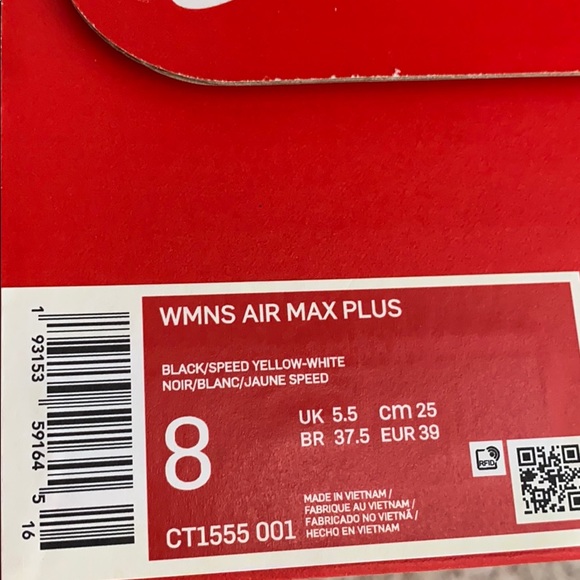 WMNS AIR MAX PLUS
BLACK/SPEED YELLOW-WHITE
NOIR/BLANC/JAUNE SPEED
8
UK 5.5 cm 25
BR 37.5 EUR 39
RFID
CT1555 001
MADE IN VIETNAM /
FABRIQUE AU VIETNAM /
FABRICADO NO VIETNÃ /
HECHO EN VIETNAM
1 93153 59164 5
16